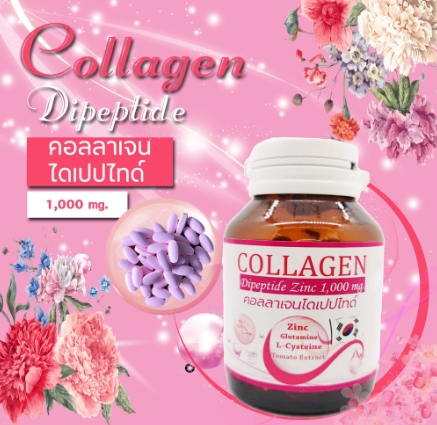 Collagen
Dipeptide
คอลลาเจน
ไดเปปไทด์
1,000 mg.
COLLAGEN
Dipeptide Zinc 1,000 mg.
คอลลาเจนไดเปปไทด์
Zinc
Glutamine
L-Cysteine
Tomato Extract